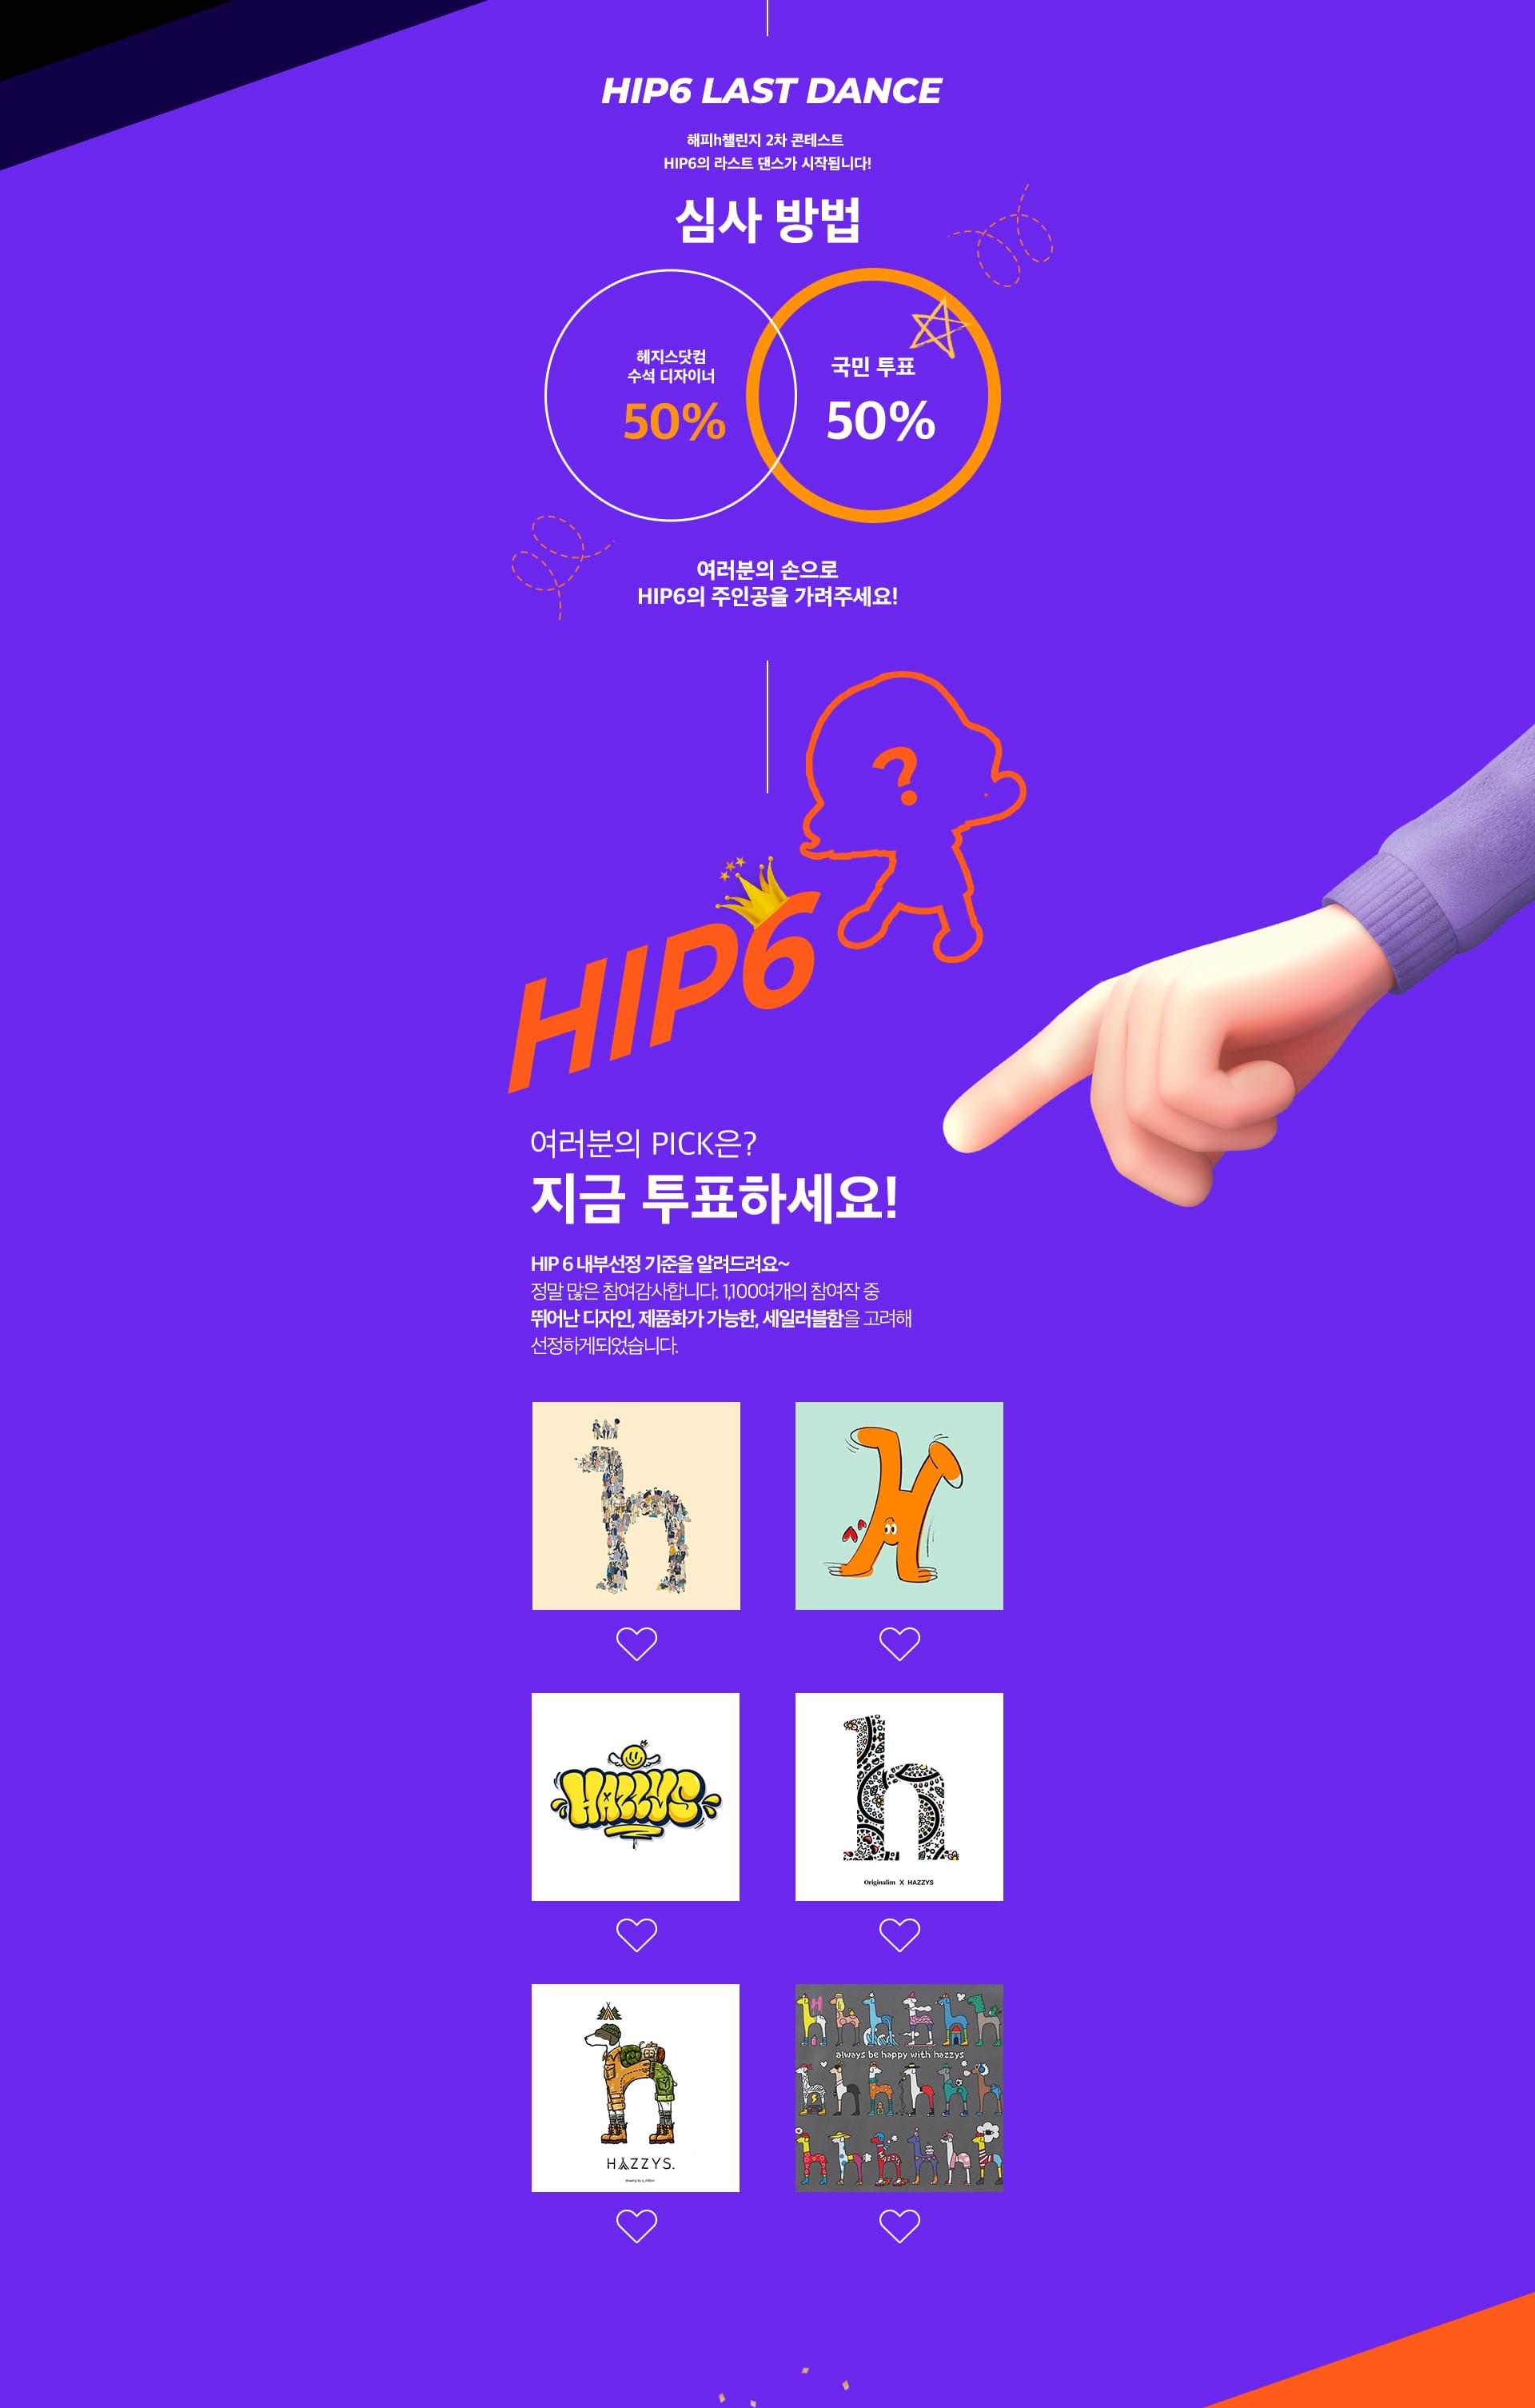 HIP6 LAST DANCE
해피h챌린지 2차 콘테스트
HIP6의 라스트 댄스가 시작됩니다!
심사 방법
헤지스닷컴
수석 디자이너
50%
국민 투표
50%
여러분의 손으로
HIP6의 주인공을 가려주세요!
?
HIP6
여러분의 PICK은?
지금 투표하세요!
HIP 6 내부선정 기준을 알려드려요~
정말 많은 참여감사합니다. 1,100여개의 참여작 중
뛰어난 디자인, 제품화가 가능한, 세일러블함을 고려해
선정하게되었습니다.
HAZZYS
h
Originalim X HAZZYS
HAZZYS.
always be happy with hazzys